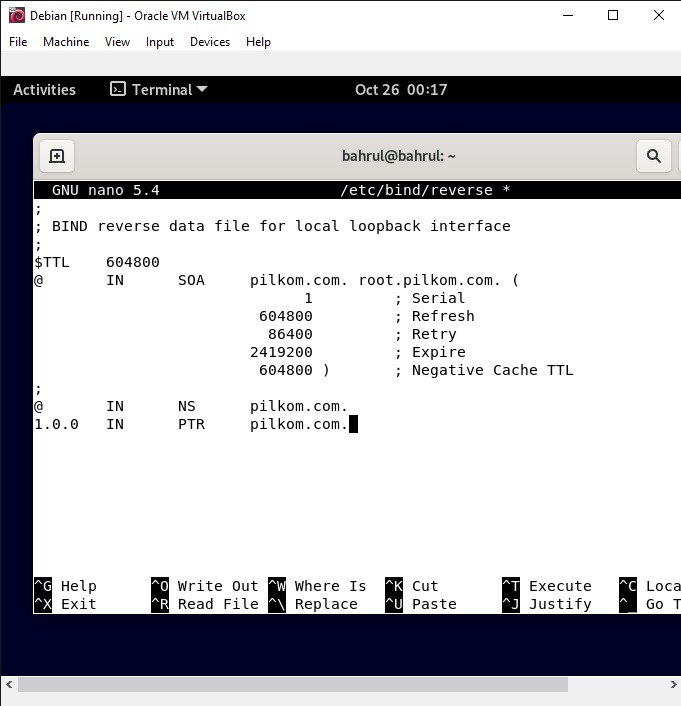 Debian [Running] - Oracle VM VirtualBox
File Machine View Input Devices Help
Activities Terminal Oct 26 00:17
bahrul@bahrul: ~
GNU nano 5.4 /etc/bind/reverse *
;
; BIND reverse data file for local loopback interface
;
$TTL 604800
@ IN SOA pilkom.com. root.pilkom.com. (
1 ; Serial
604800 ; Refresh
86400 ; Retry
2419200 ; Expire
604800 ) ; Negative Cache TTL
;
@ IN NS pilkom.com.
1.0.0 IN PTR pilkom.com.
^G Help ^O Write Out ^W Where Is ^K Cut ^T Execute ^C Loca
^X Exit ^R Read File ^\ Replace ^U Paste ^J Justify ^_ Go T